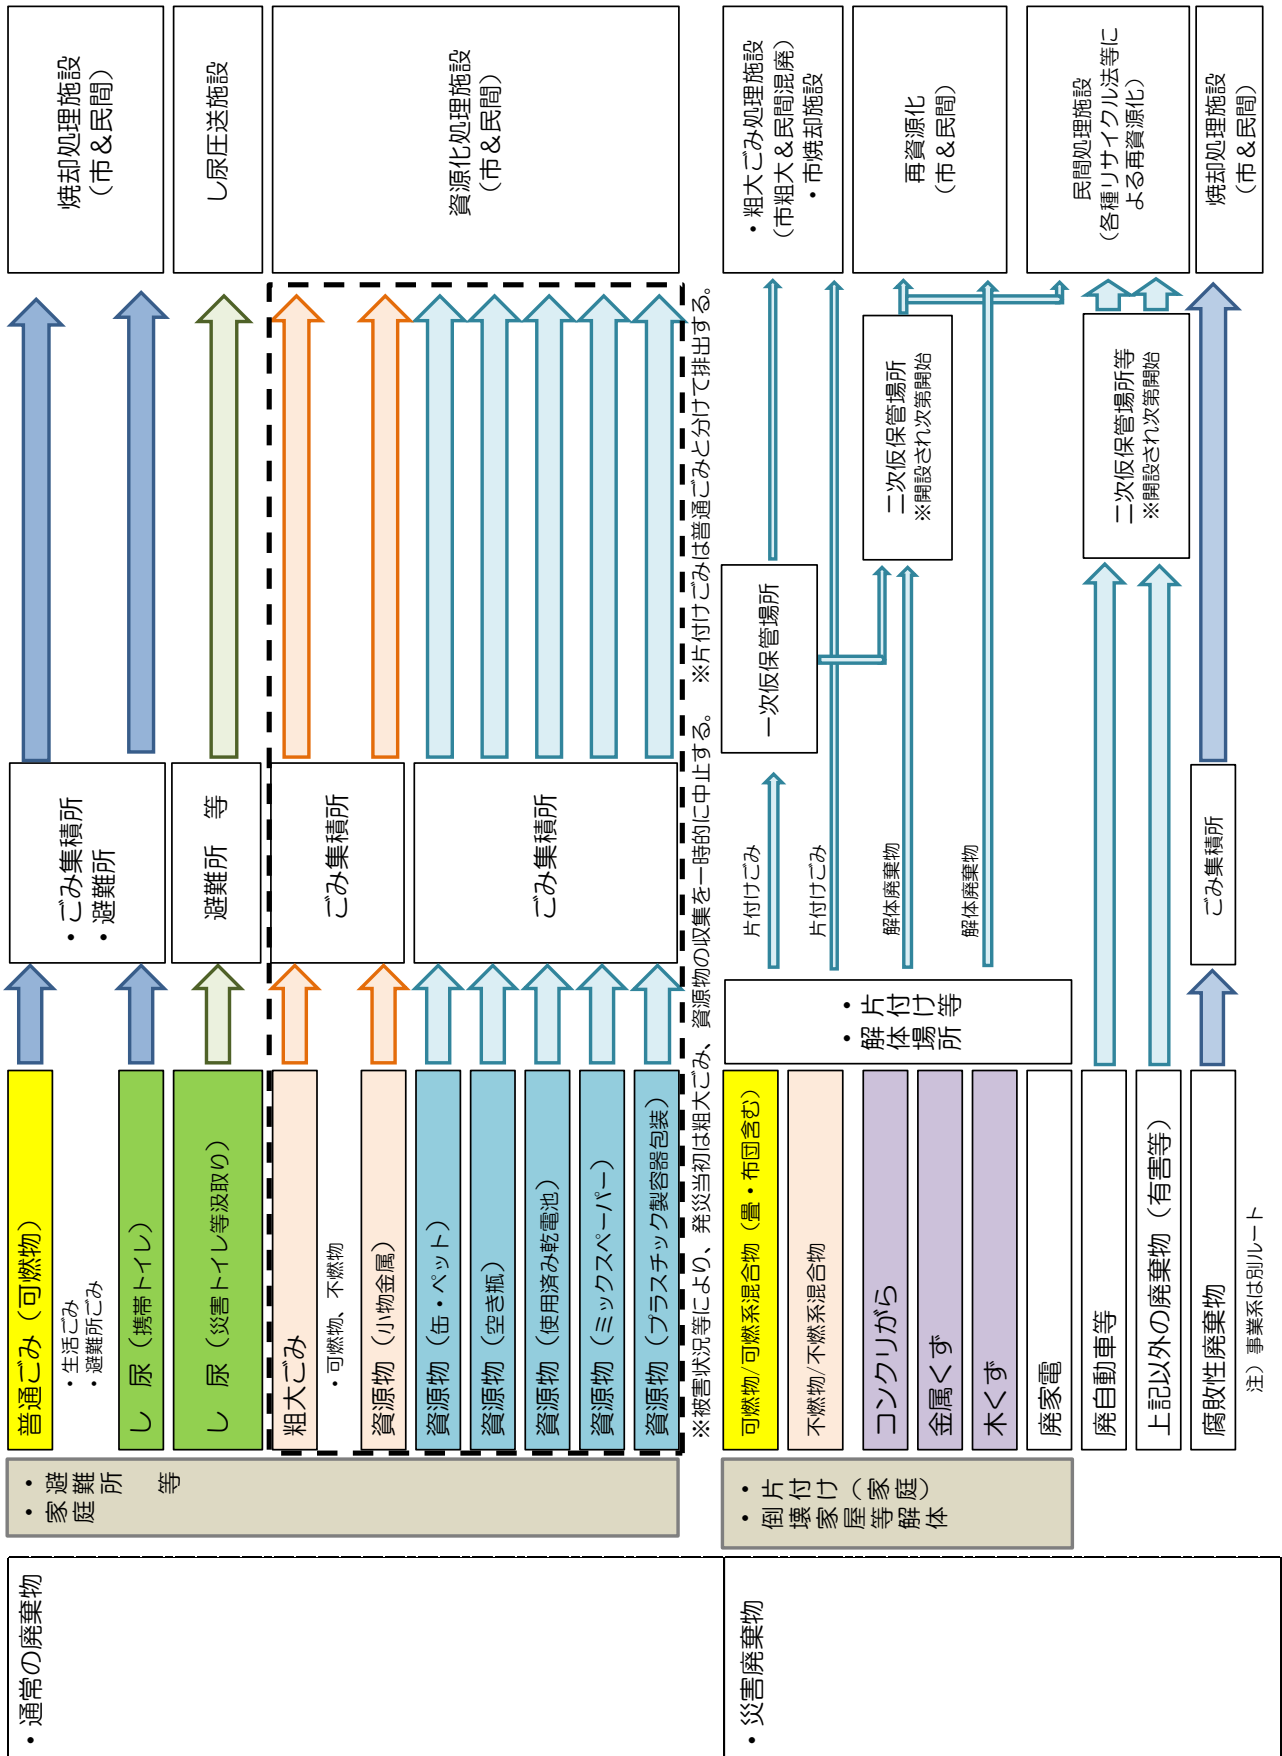 ・通常の廃棄物
・避難所　等
・家庭
普通ごみ（可燃物）
・生活ごみ
・避難所ごみ
し　尿（携帯トイレ）
し　尿（災害トイレ等汲取り）
粗大ごみ
・可燃物、不燃物
資源物（小物金属）
資源物（缶・ペット）
資源物（空き瓶）
資源物（使用済み乾電池）
資源物（ミックスペーパー）
資源物（プラスチック製容器包装）
・ごみ集積所
・避難所
避難所　等
ごみ集積所
ごみ集積所
焼却処理施設
（市＆民間）
し尿圧送施設
資源化処理施設
（市＆民間）
※被害状況等により、発災当初は粗大ごみ、資源物の収集を一時的に中止する。　※片付けごみは普通ごみと分けて排出する。
・災害廃棄物
・片付け（家庭）
・倒壊家屋等解体
可燃物/可燃系混合物（畳・布団含む）
不燃物/不燃系混合物
コンクリがら
金属くず
木くず
廃家電
廃自動車等
上記以外の廃棄物（有害等）
腐敗性廃棄物
注）事業系は別ルート
・片付け等
・解体場所
片付けごみ
片付けごみ
解体廃棄物
解体廃棄物
ごみ集積所
一次仮保管場所
二次仮保管場所
※開設され次第開始
二次仮保管場所等
※開設され次第開始
・粗大ごみ処理施設
（市粗大＆民間混廃）
・市焼却施設
再資源化
（市＆民間）
民間処理施設
（各種リサイクル法等に
よる再資源化）
焼却処理施設
（市＆民間）